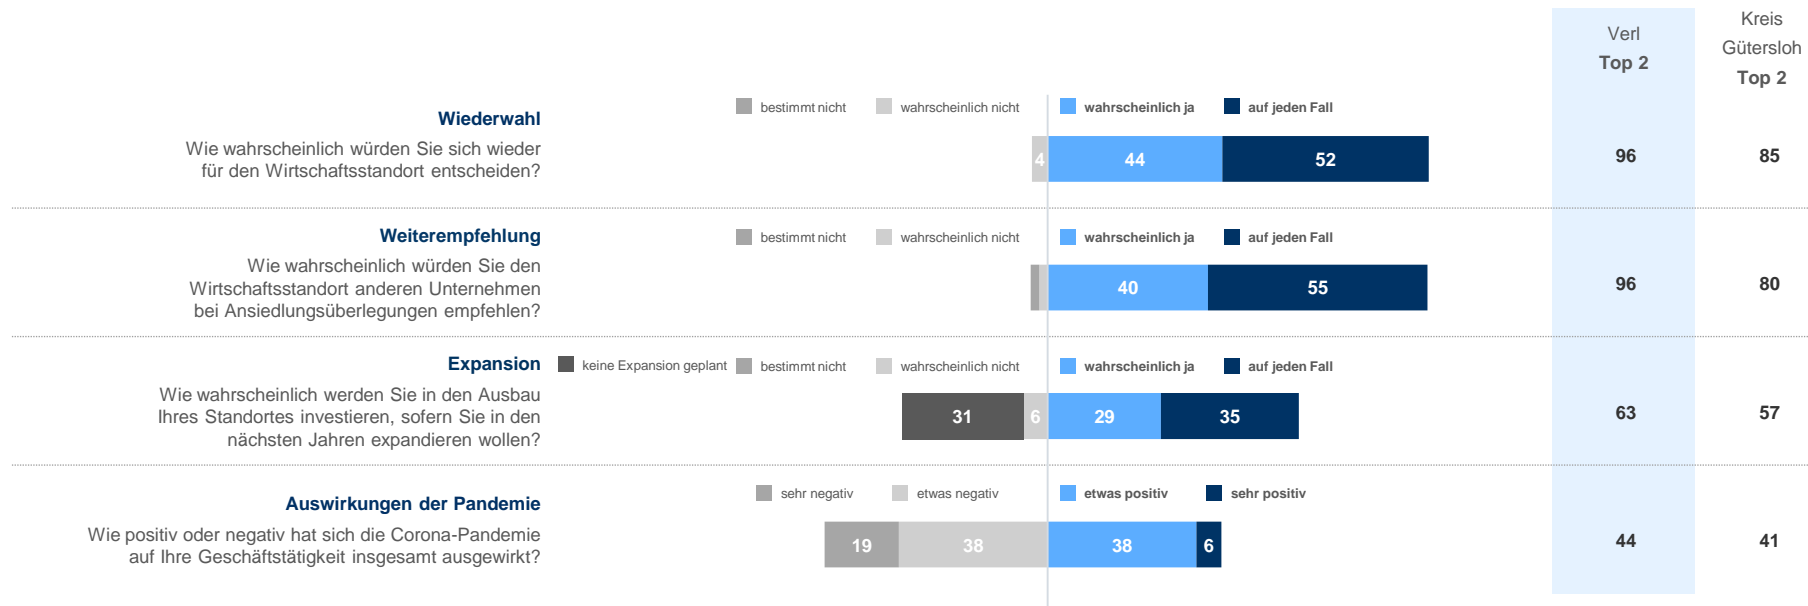 Verl
Top 2
Kreis
Gütersloh
Top 2
Wiederwahl
Wie wahrscheinlich würden Sie sich wieder
für den Wirtschaftsstandort entscheiden?
bestimmt nicht wahrscheinlich nicht wahrscheinlich ja auf jeden Fall
4 44 52 96 85
Weiterempfehlung
Wie wahrscheinlich würden Sie den
Wirtschaftsstandort anderen Unternehmen
bei Ansiedlungsüberlegungen empfehlen?
bestimmt nicht wahrscheinlich nicht wahrscheinlich ja auf jeden Fall
40 55 96 80
Expansion
Wie wahrscheinlich werden Sie in den Ausbau
Ihres Standortes investieren, sofern Sie in den
nächsten Jahren expandieren wollen?
keine Expansion geplant bestimmt nicht wahrscheinlich nicht wahrscheinlich ja auf jeden Fall
31 6 29 35 63 57
Auswirkungen der Pandemie
Wie positiv oder negativ hat sich die Corona-Pandemie
auf Ihre Geschäftstätigkeit insgesamt ausgewirkt?
sehr negativ etwas negativ etwas positiv sehr positiv
19 38 38 6 44 41